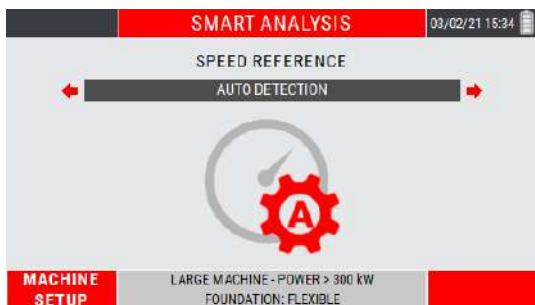 SMART ANALYSIS
03/02/21 15:34
SPEED REFERENCE
AUTO DETECTION
A
MACHINE SETUP
LARGE MACHINE - POWER > 300 kW
FOUNDATION: FLEXIBLE